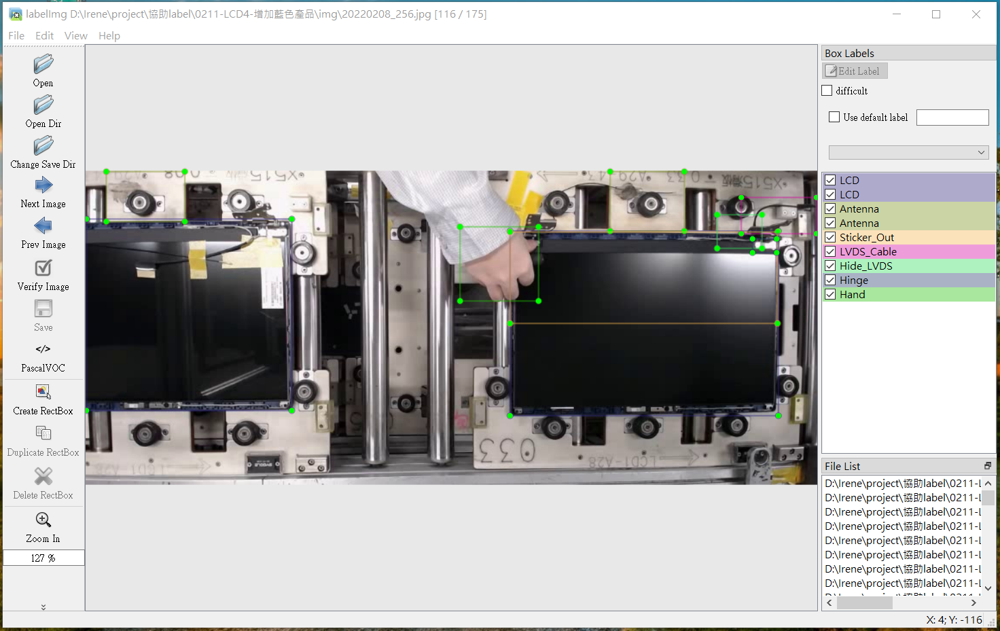 labelImg D:\Irene\project\協助label\0211-LCD4-增加藍色產品\img\20220208_256.jpg [116 / 175]
File Edit View Help
Open
Open Dir
Change Save Dir
Next Image
Prev Image
Verify Image
Save
</>
PascalVOC
Create RectBox
Duplicate RectBox
Delete RectBox
Zoom In
127 %
X515
A29
033
LCD1-A28
Box Labels
Edit Label
difficult
Use default label
LCD
LCD
Antenna
Antenna
Sticker_Out
LVDS_Cable
Hide_LVDS
Hinge
Hand
File List
D:\Irene\project\協助label\0211-L
D:\Irene\project\協助label\0211-L
D:\Irene\project\協助label\0211-L
D:\Irene\project\協助label\0211-L
D:\Irene\project\協助label\0211-L
D:\Irene\project\協助label\0211-L
D:\Irene\project\協助label\0211-L
D:\Irene\project\協助label\0211-L
X: 4; Y: -116